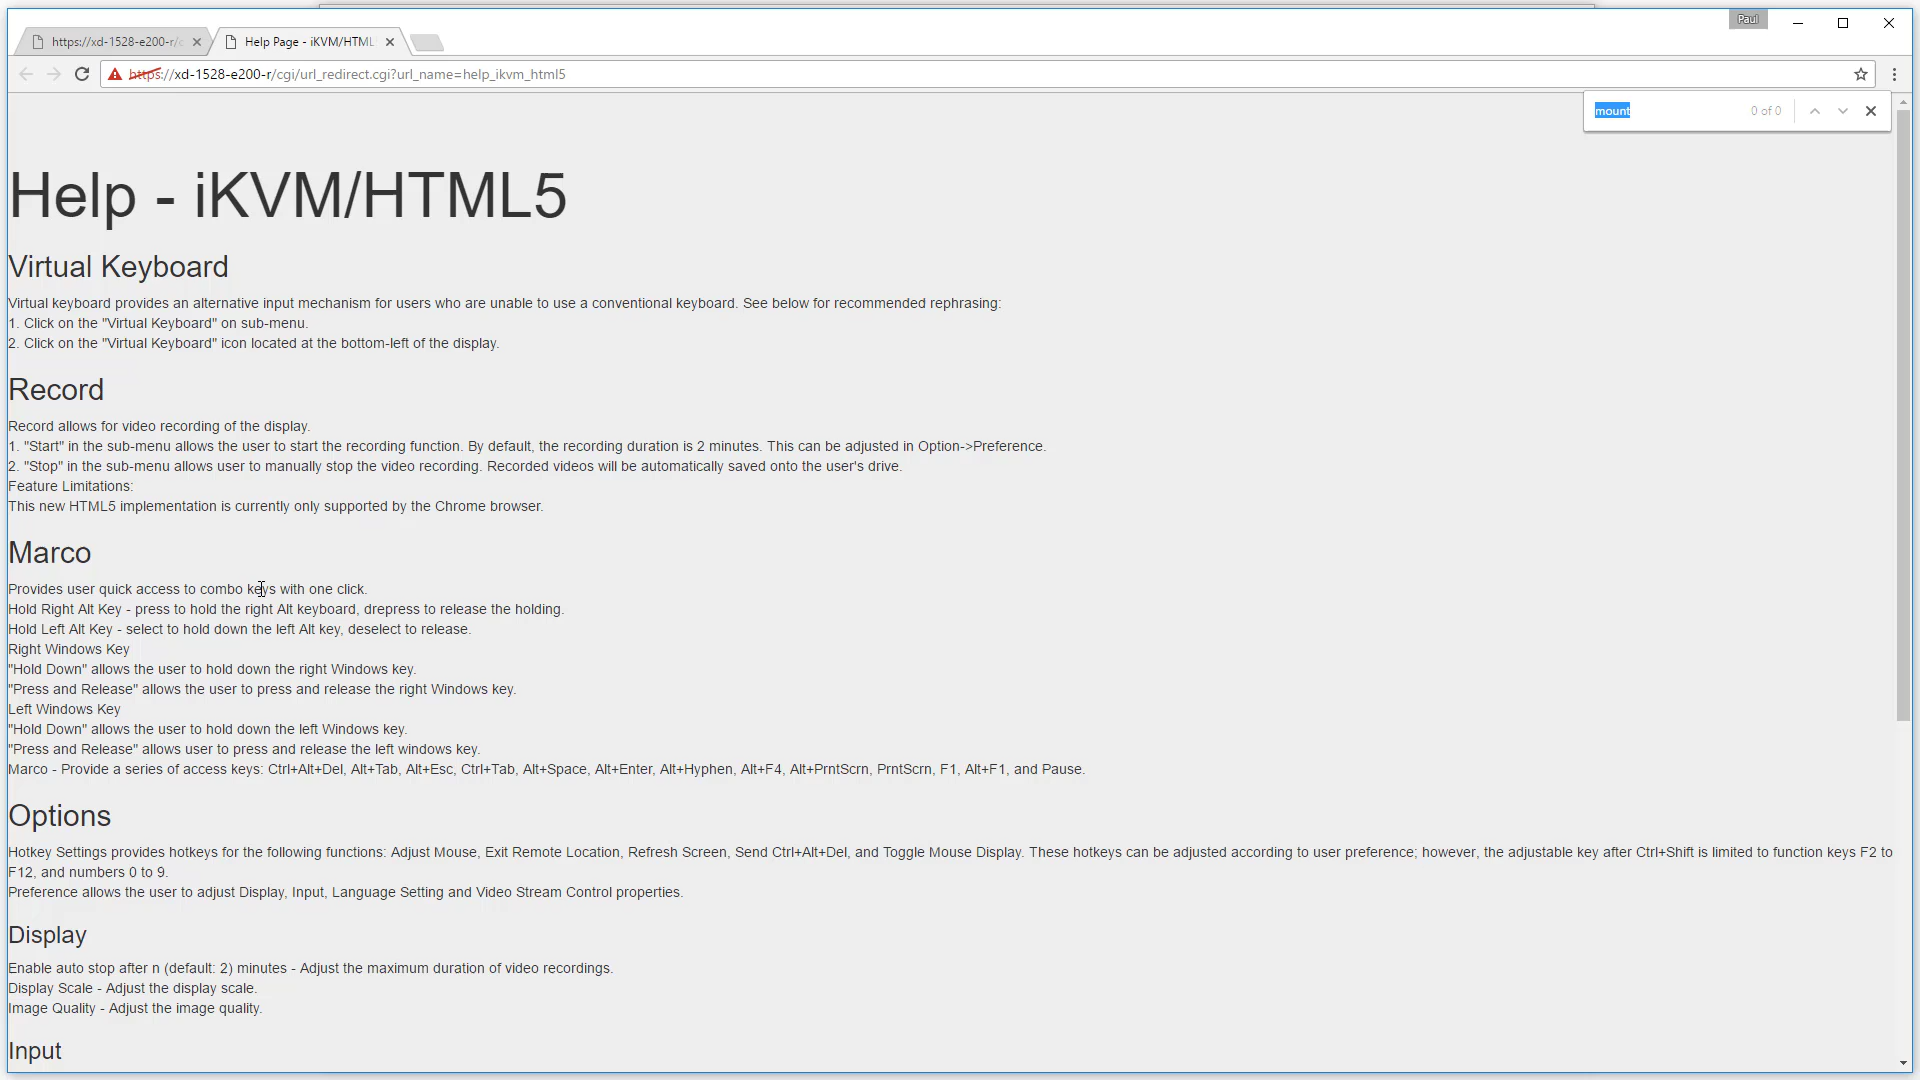 Paul
https://xd-1528-e200-r/c
Help Page - iKVM/HTML
https://xd-1528-e200-r/cgi/url_redirect.cgi?url_name=help_ikvm_html5
mount
0 of 0
Help - iKVM/HTML5
Virtual Keyboard
Virtual keyboard provides an alternative input mechanism for users who are unable to use a conventional keyboard. See below for recommended rephrasing:
1. Click on the "Virtual Keyboard" on sub-menu.
2. Click on the "Virtual Keyboard" icon located at the bottom-left of the display.
Record
Record allows for video recording of the display.
1. "Start" in the sub-menu allows the user to start the recording function. By default, the recording duration is 2 minutes. This can be adjusted in Option->Preference.
2. "Stop" in the sub-menu allows user to manually stop the video recording. Recorded videos will be automatically saved onto the user's drive.
Feature Limitations:
This new HTML5 implementation is currently only supported by the Chrome browser.
Marco
Provides user quick access to combo keys with one click.
Hold Right Alt Key - press to hold the right Alt keyboard, drepress to release the holding.
Hold Left Alt Key - select to hold down the left Alt key, deselect to release.
Right Windows Key
"Hold Down" allows the user to hold down the right Windows key.
"Press and Release" allows the user to press and release the right Windows key.
Left Windows Key
"Hold Down" allows the user to hold down the left Windows key.
"Press and Release" allows user to press and release the left windows key.
Marco - Provide a series of access keys: Ctrl+Alt+Del, Alt+Tab, Alt+Esc, Ctrl+Tab, Alt+Space, Alt+Enter, Alt+Hyphen, Alt+F4, Alt+PrntScrn, PrntScrn, F1, Alt+F1, and Pause.
Options
Hotkey Settings provides hotkeys for the following functions: Adjust Mouse, Exit Remote Location, Refresh Screen, Send Ctrl+Alt+Del, and Toggle Mouse Display. These hotkeys can be adjusted according to user preference; however, the adjustable key after Ctrl+Shift is limited to function keys F2 to
F12, and numbers 0 to 9.
Preference allows the user to adjust Display, Input, Language Setting and Video Stream Control properties.
Display
Enable auto stop after n (default: 2) minutes - Adjust the maximum duration of video recordings.
Display Scale - Adjust the display scale.
Image Quality - Adjust the image quality.
Input